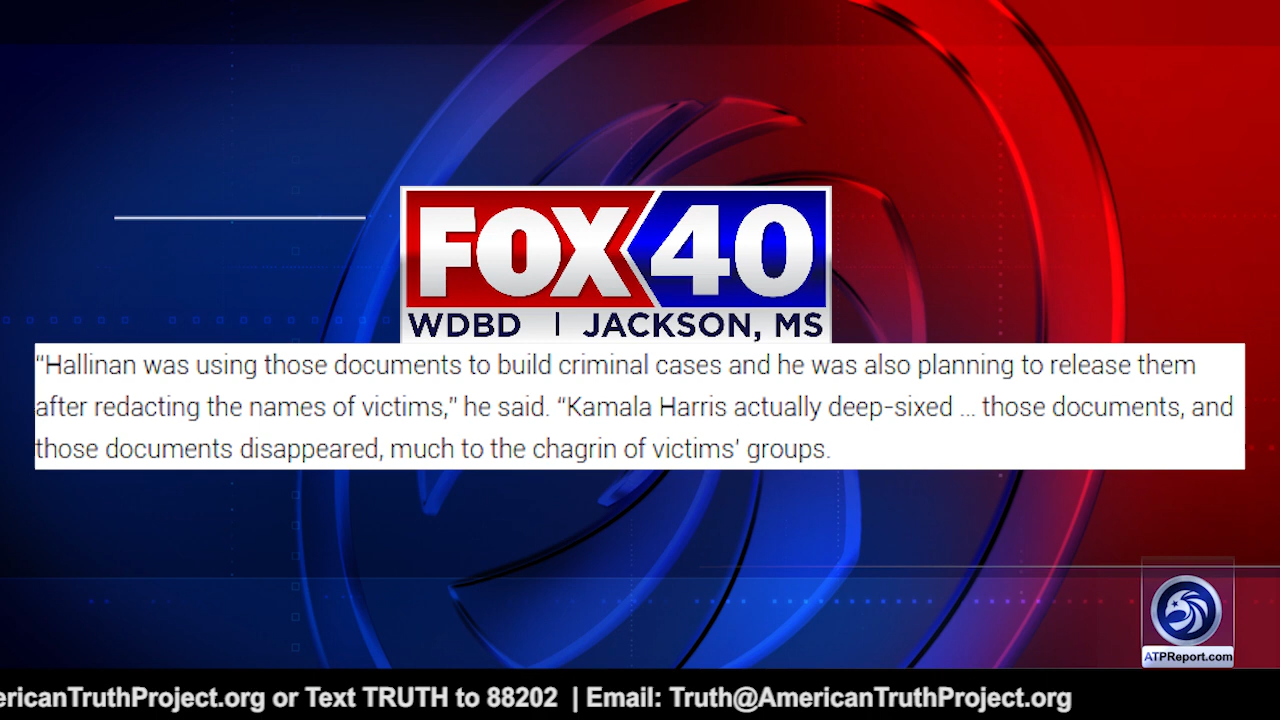 FOX 40
WDBD | JACKSON, MS
“Hallinan was using those documents to build criminal cases and he was also planning to release them
after redacting the names of victims,” he said. “Kamala Harris actually deep-sixed ... those documents, and
those documents disappeared, much to the chagrin of victims’ groups.
ATPReport.com
ericanTruthProject.org or Text TRUTH to 88202 | Email: Truth@AmericanTruthProject.org